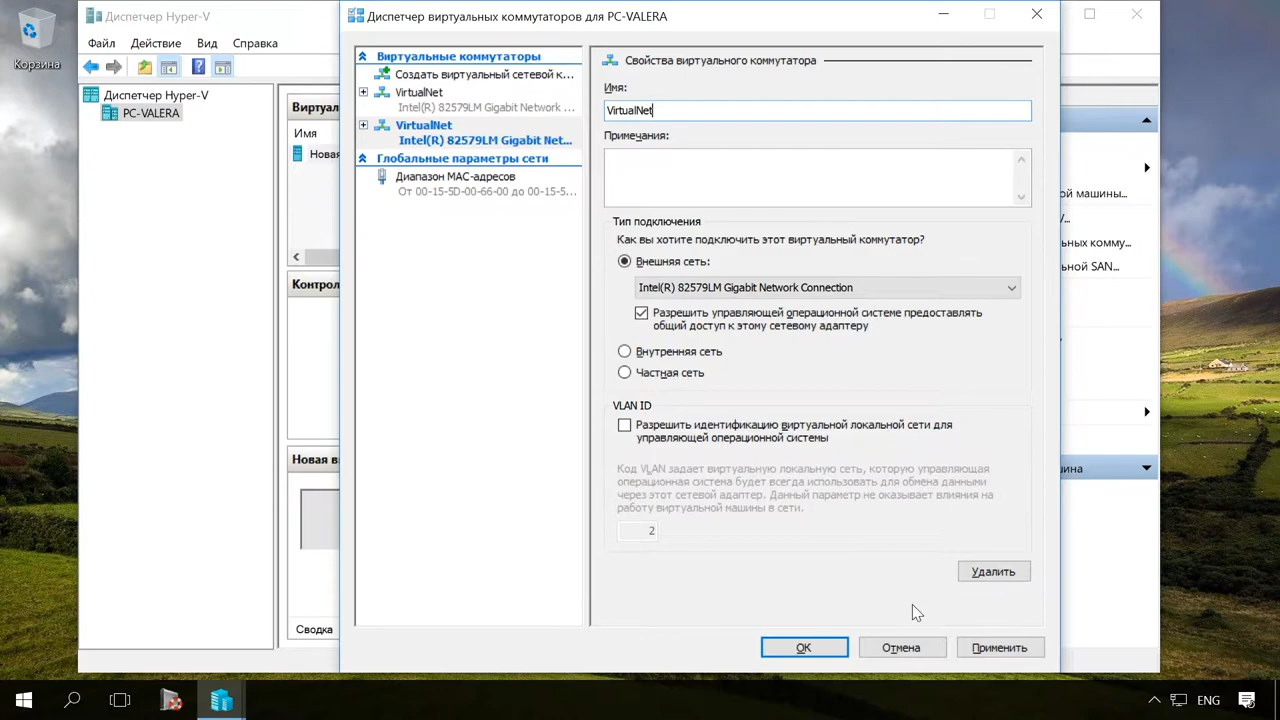 Корзина
Диспетчер Hyper-V
Файл Действие Вид Справка
Диспетчер Hyper-V
PC-VALERA
Виртуал
Имя
Новая
Контрол
Новая в
Сводка
Диспетчер виртуальных коммутаторов для PC-VALERA
Виртуальные коммутаторы
Создать виртуальный сетевой к...
VirtualNet
Intel(R) 82579LM Gigabit Network ...
VirtualNet
Intel(R) 82579LM Gigabit Net...
Глобальные параметры сети
Диапазон MAC-адресов
От 00-15-5D-00-66-00 до 00-15-5...
Свойства виртуального коммутатора
Имя:
VirtualNet
Примечания:
Тип подключения
Как вы хотите подключить этот виртуальный коммутатор?
Внешняя сеть:
Intel(R) 82579LM Gigabit Network Connection
Разрешить управляющей операционной системе предоставлять
общий доступ к этому сетевому адаптеру
Внутренняя сеть
Частная сеть
VLAN ID
Разрешить идентификацию виртуальной локальной сети для
управляющей операционной системы
Код VLAN задает виртуальную локальную сеть, которую управляющая
операционная система будет всегда использовать для обмена данными
через этот сетевой адаптер. Данный параметр не оказывает влияния на
работу виртуальной машины в сети.
2
Удалить
ОК Отмена Применить
ой машины...
V...
ьных комму...
ьной SAN...
шина
ENG